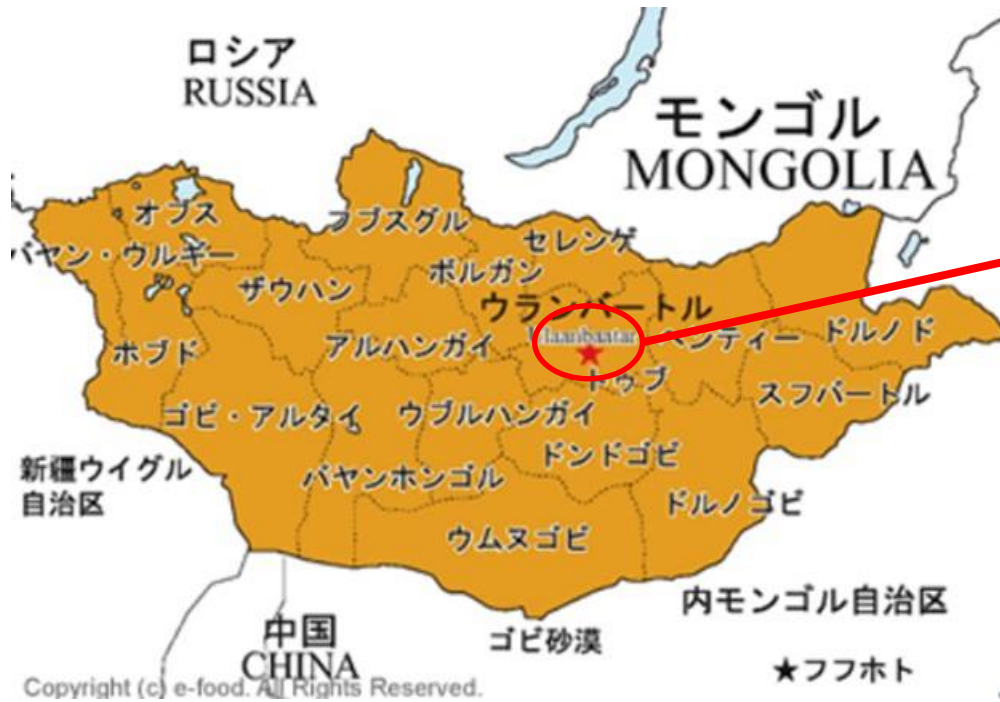 ロシア
RUSSIA
モンゴル
MONGOLIA
オブス
フブスグル
セレンゲ
バヤン・ウルギー
ボルガン
ザウハン
ウランバートル
Ulaanbaatar
ヘンティー
ドルノド
ホブド
アルハンガイ
トゥブ
スフバートル
ゴビ・アルタイ
ウブルハンガイ
ドンドゴビ
新疆ウイグル
自治区
バヤンホンゴル
ドルノゴビ
ウムヌゴビ
内モンゴル自治区
中国
CHINA
ゴビ砂漠
★フフホト
Copyright (c) e-food. All Rights Reserved.